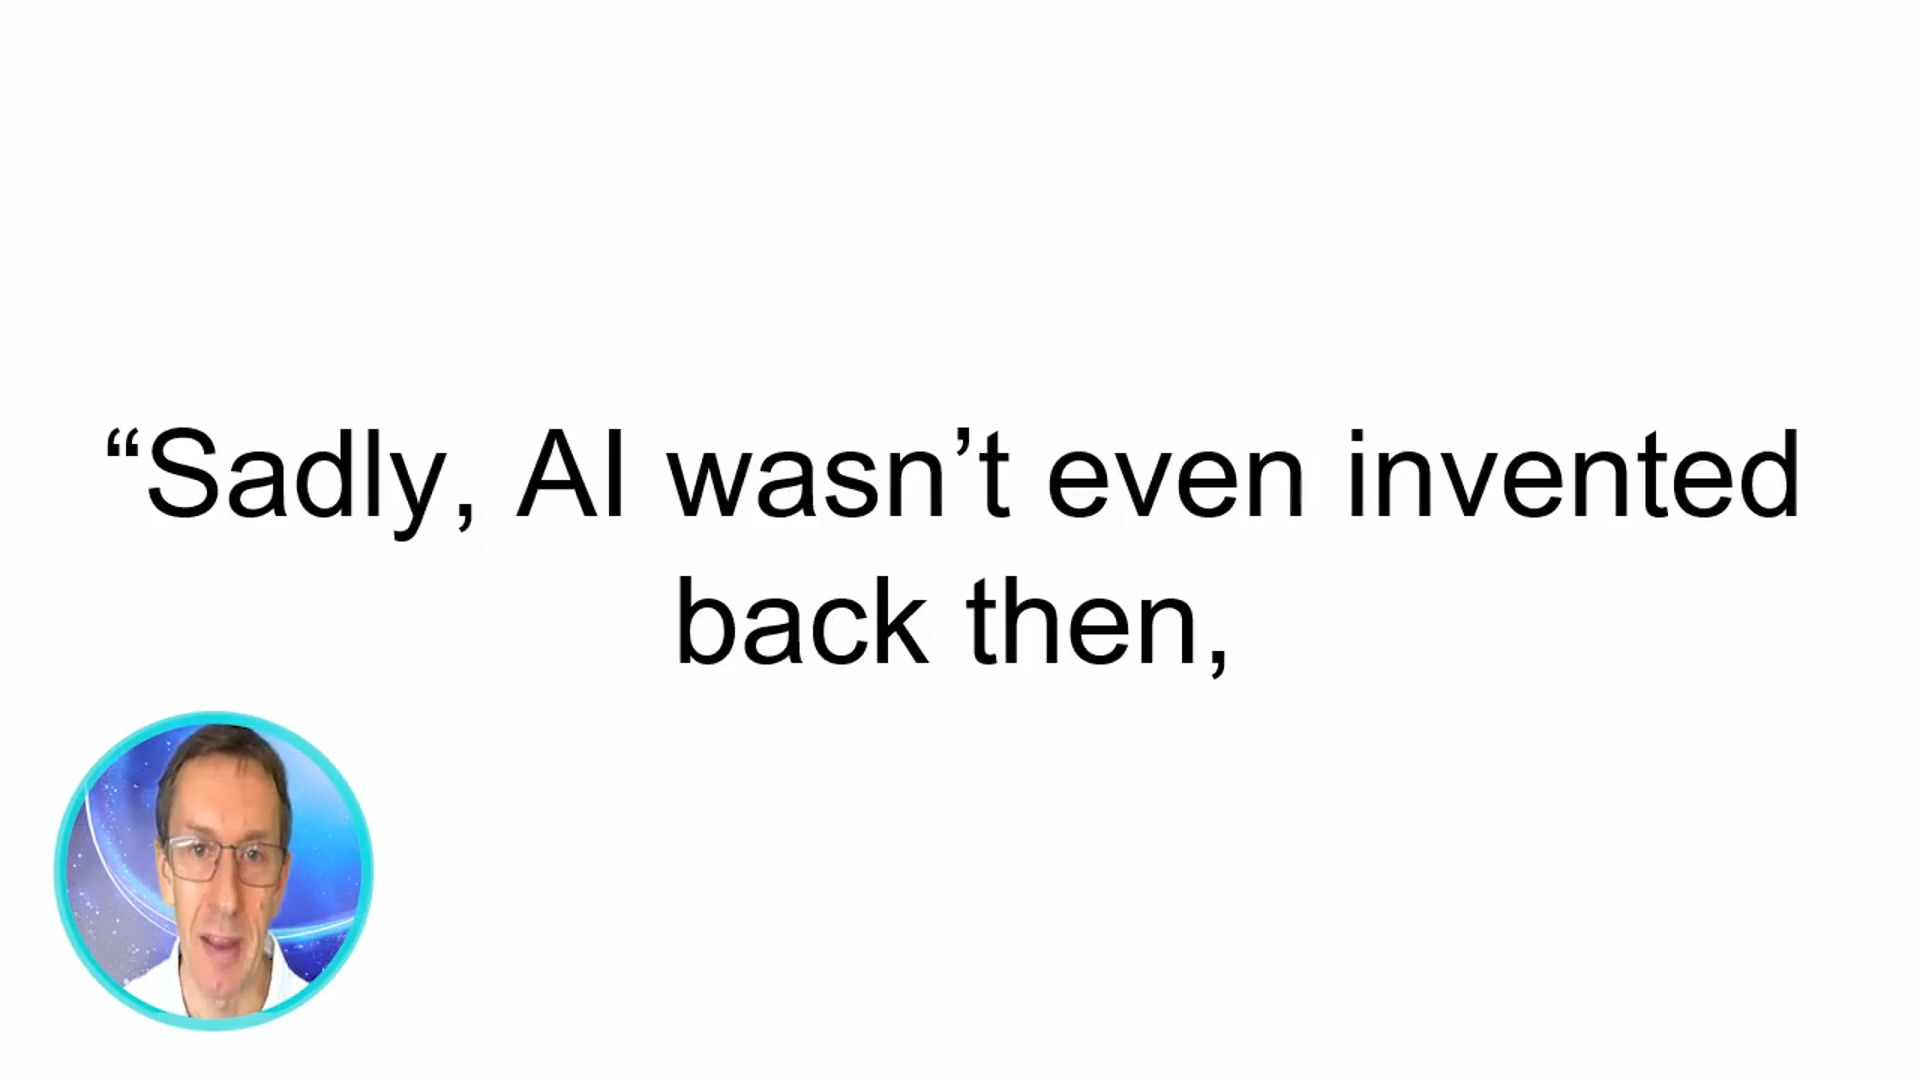 “Sadly, AI wasn’t even invented
back then,